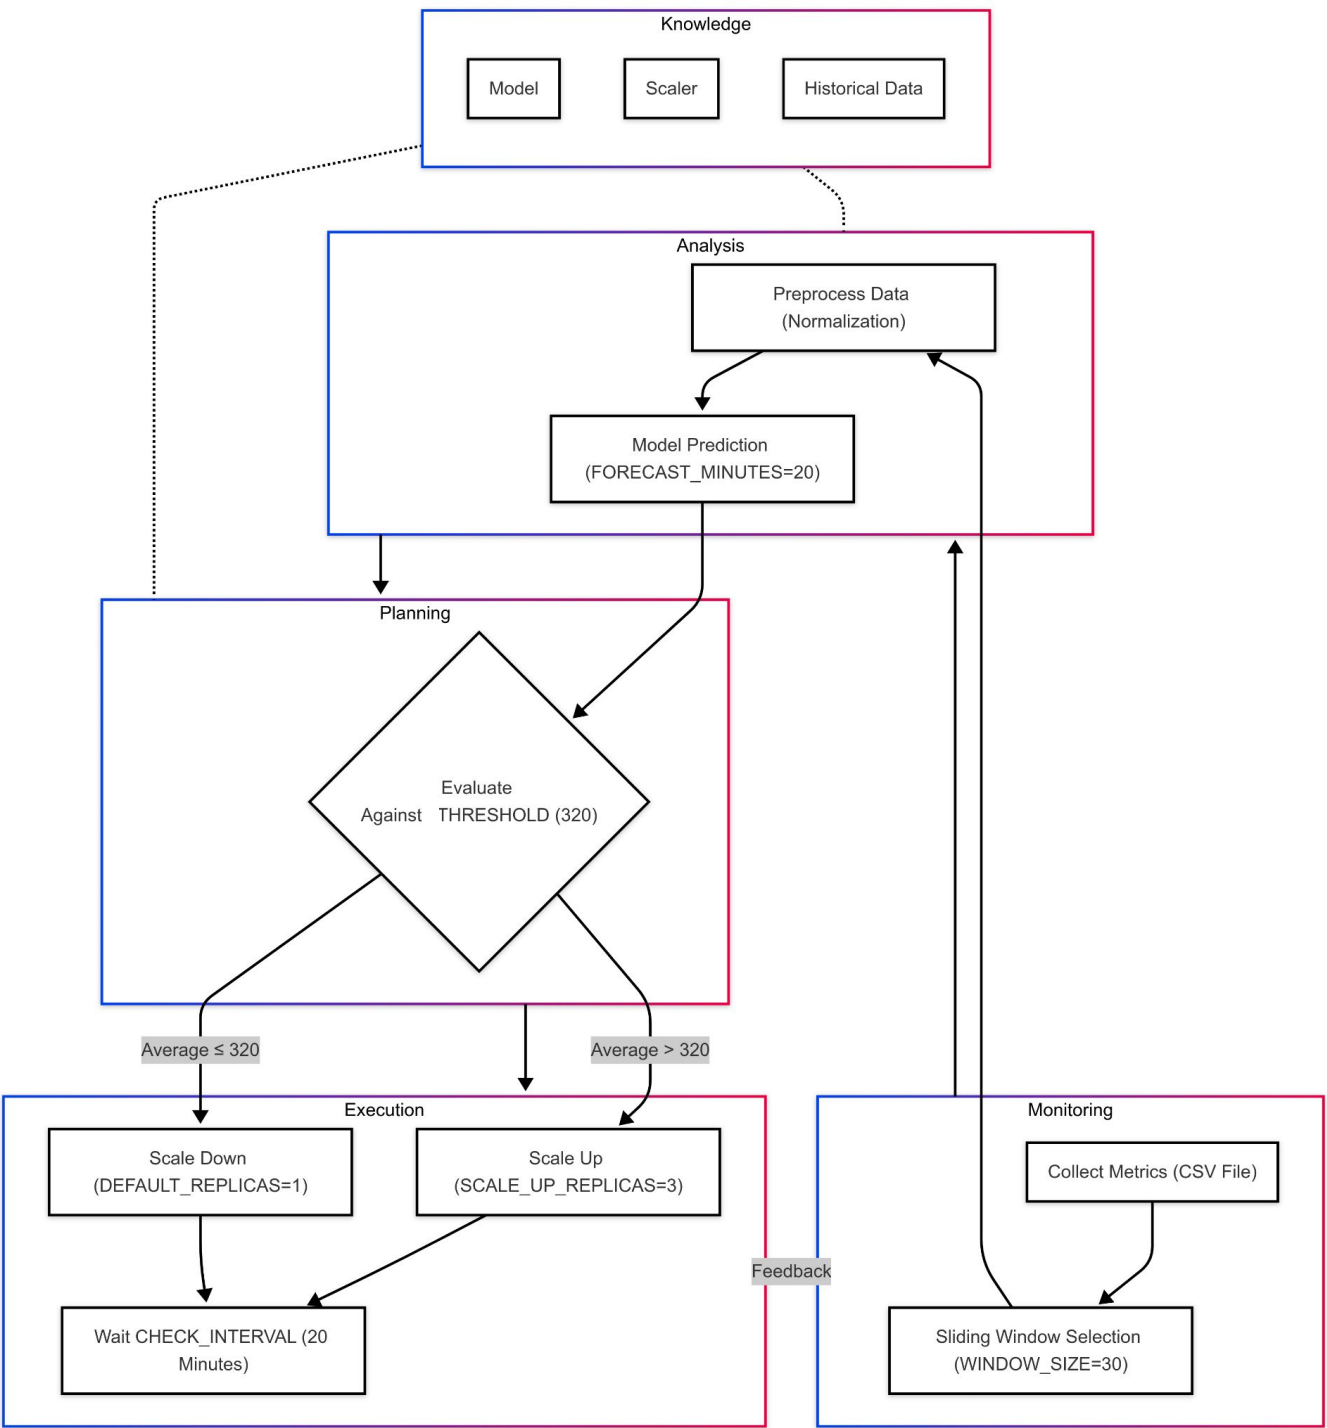 Knowledge
Model
Scaler
Historical Data
Analysis
Preprocess Data
(Normalization)
Model Prediction
(FORECAST_MINUTES=20)
Planning
Evaluate
Against THRESHOLD (320)
Average ≤ 320
Average > 320
Execution
Scale Down
(DEFAULT_REPLICAS=1)
Scale Up
(SCALE_UP_REPLICAS=3)
Wait CHECK_INTERVAL (20
Minutes)
Feedback
Monitoring
Collect Metrics (CSV File)
Sliding Window Selection
(WINDOW_SIZE=30)